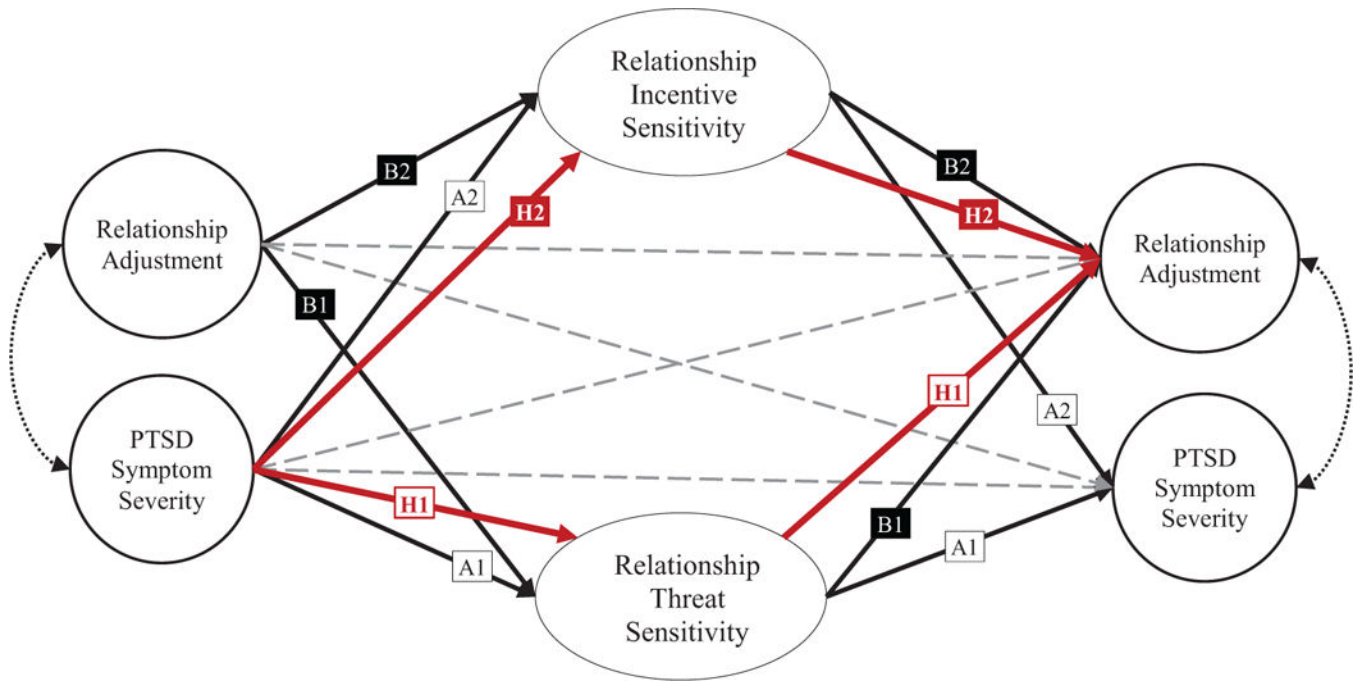 Relationship
Incentive
Sensitivity
B2
B2
A2
H2
H2
Relationship
Adjustment
Relationship
Adjustment
B1
H1
A2
PTSD
Symptom
Severity
PTSD
Symptom
Severity
H1
B1
A1
A1
Relationship
Threat
Sensitivity